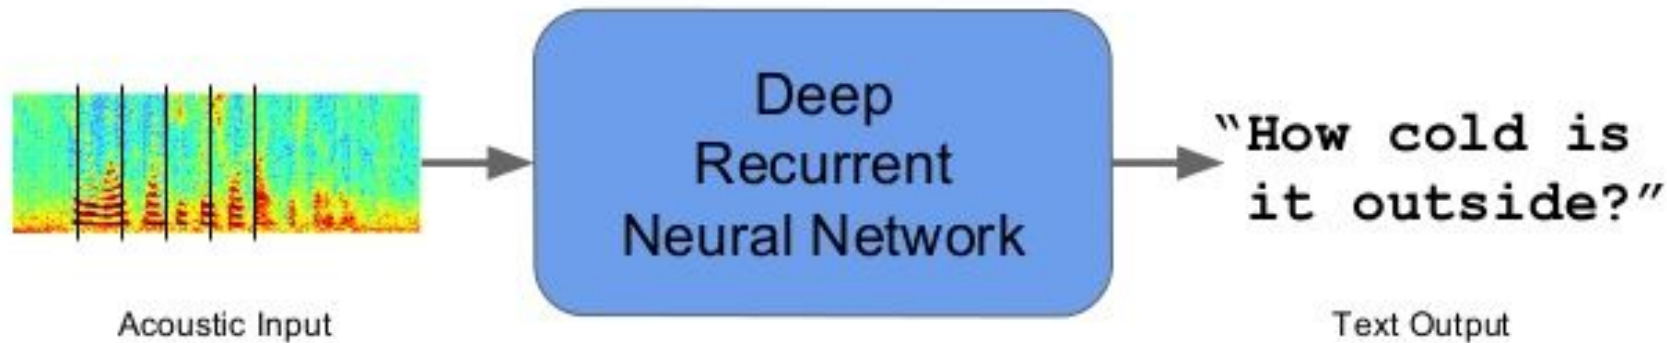 Deep
Recurrent
Neural Network
“How cold is
it outside?”
Acoustic Input
Text Output